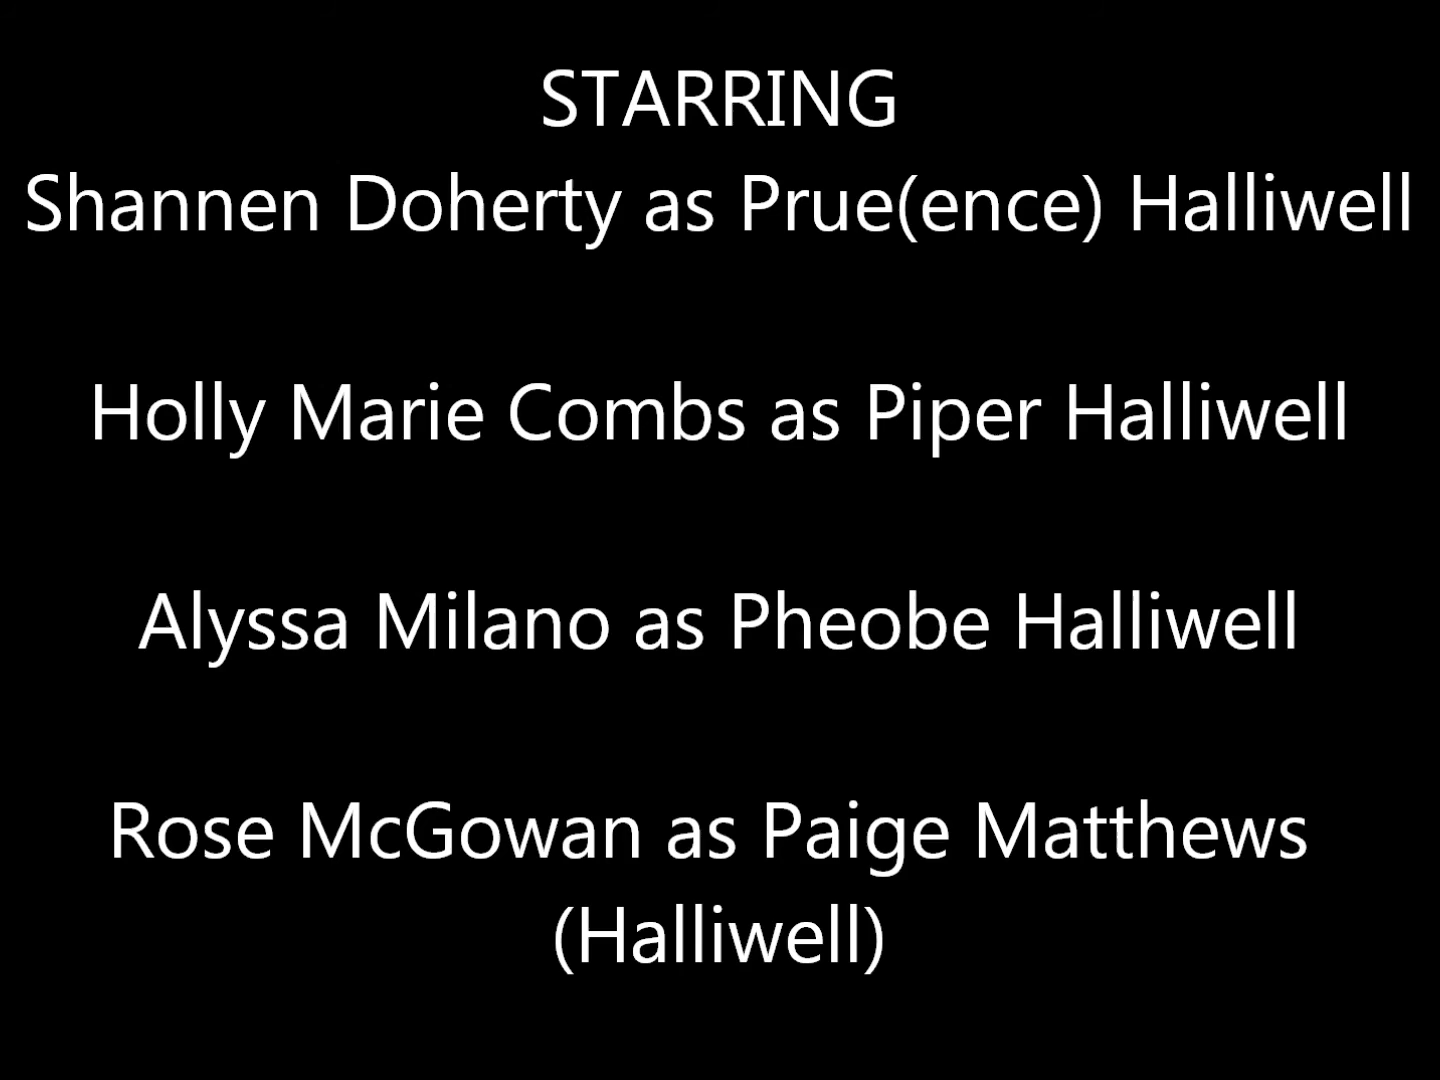 STARRING
Shannen Doherty as Prue(ence) Halliwell
Holly Marie Combs as Piper Halliwell
Alyssa Milano as Pheobe Halliwell
Rose McGowan as Paige Matthews
(Halliwell)